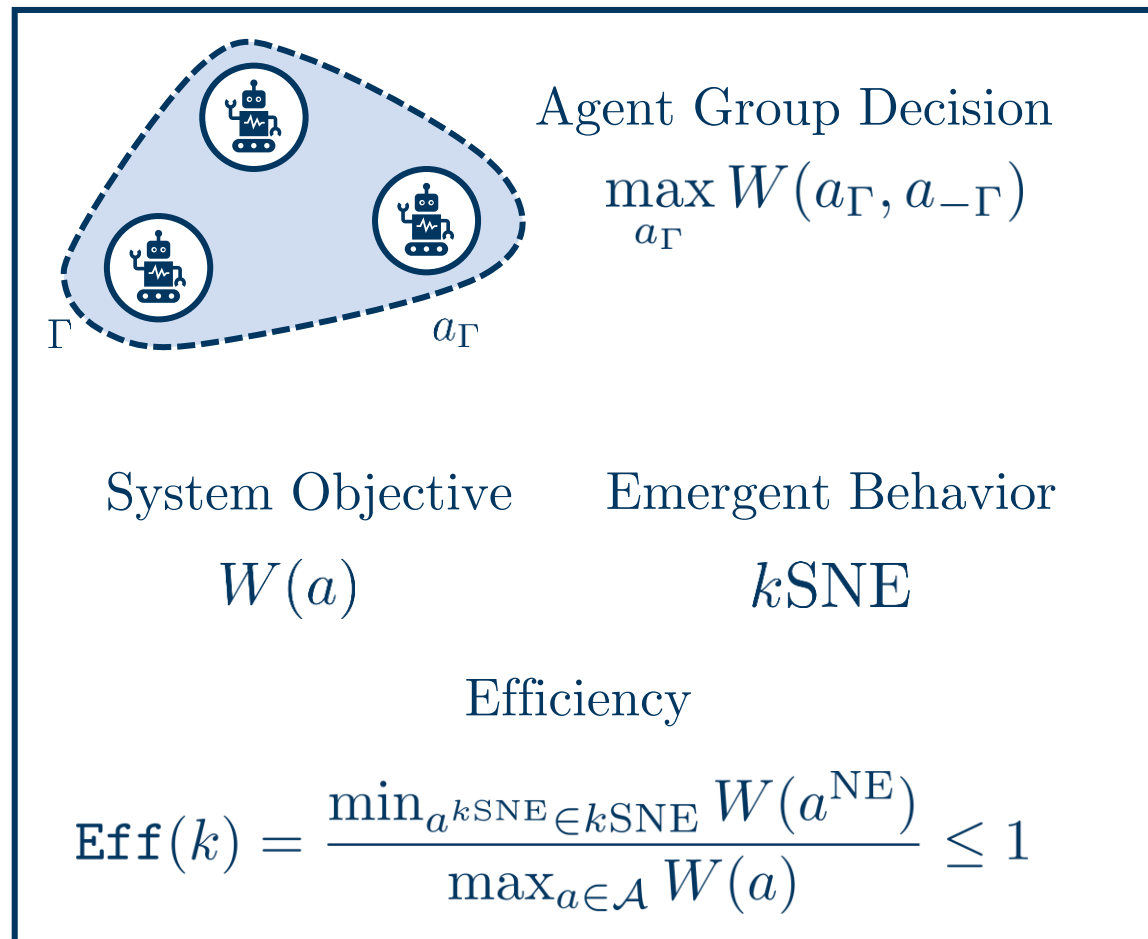 Agent Group Decision
max_{a_Γ} W(a_Γ, a_{−Γ})
Γ
a_Γ
System Objective
W(a)
Emergent Behavior
kSNE
Efficiency
Eff(k) = \frac{min_{a^{kSNE}∈kSNE} W(a^{NE})}{max_{a∈𝒜} W(a)} ≤ 1